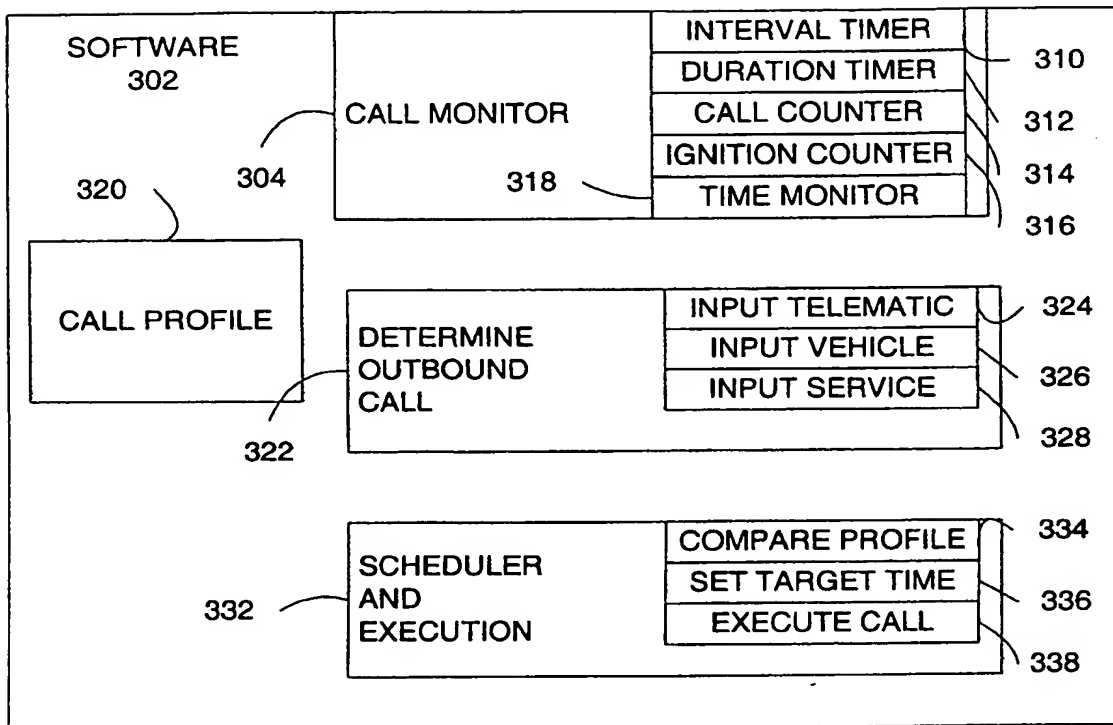 SOFTWARE
302
CALL MONITOR
INTERVAL TIMER
DURATION TIMER
CALL COUNTER
IGNITION COUNTER
TIME MONITOR
310
312
314
316
318
304
320
CALL PROFILE
DETERMINE
OUTBOUND
CALL
INPUT TELEMATIC
INPUT VEHICLE
INPUT SERVICE
324
326
328
322
SCHEDULER
AND
EXECUTION
COMPARE PROFILE
SET TARGET TIME
EXECUTE CALL
334
336
338
332